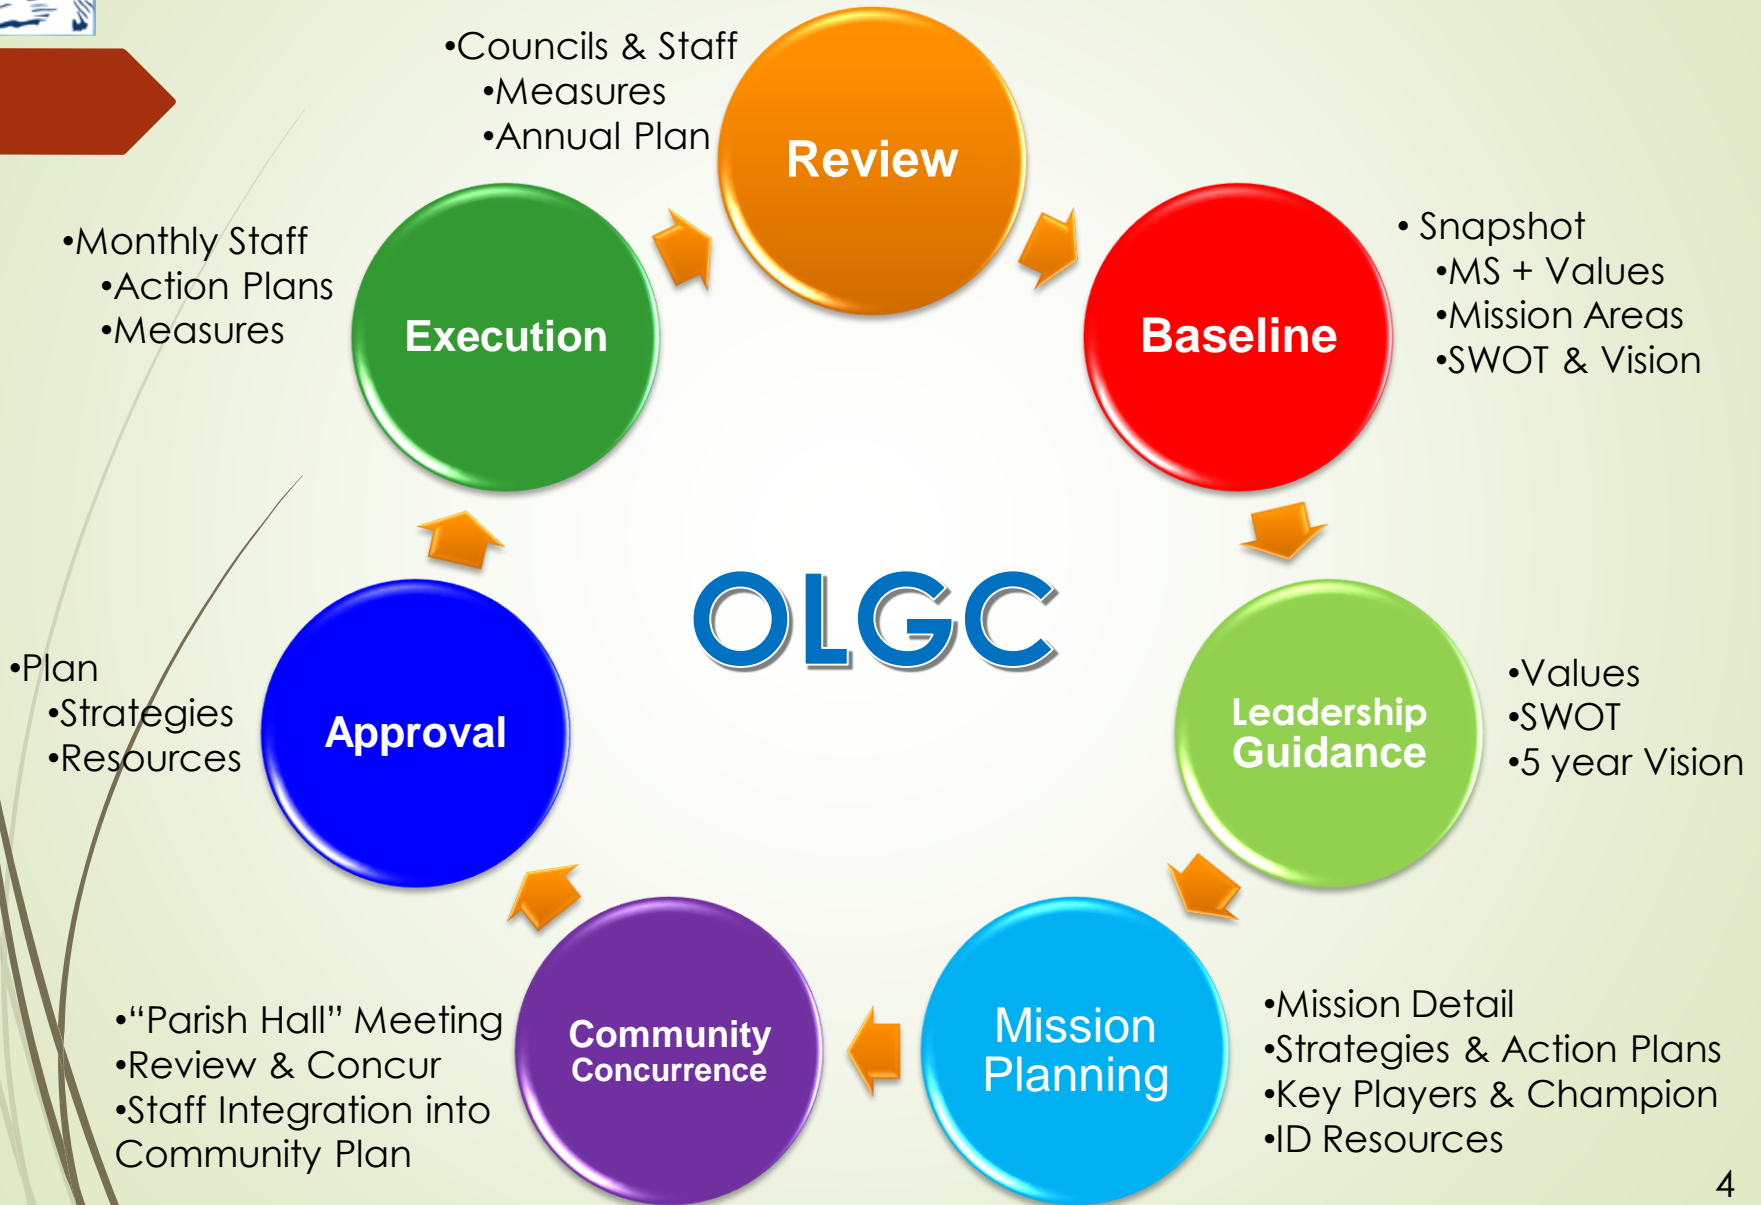 •Councils & Staff
•Measures
•Annual Plan
Review
Baseline
• Snapshot
•MS + Values
•Mission Areas
•SWOT & Vision
Leadership
Guidance
•Values
•SWOT
•5 year Vision
Mission
Planning
•Mission Detail
•Strategies & Action Plans
•Key Players & Champion
•ID Resources
Community
Concurrence
•“Parish Hall” Meeting
•Review & Concur
•Staff Integration into
Community Plan
Approval
•Plan
•Strategies
•Resources
Execution
•Monthly Staff
•Action Plans
•Measures
OLGC
4